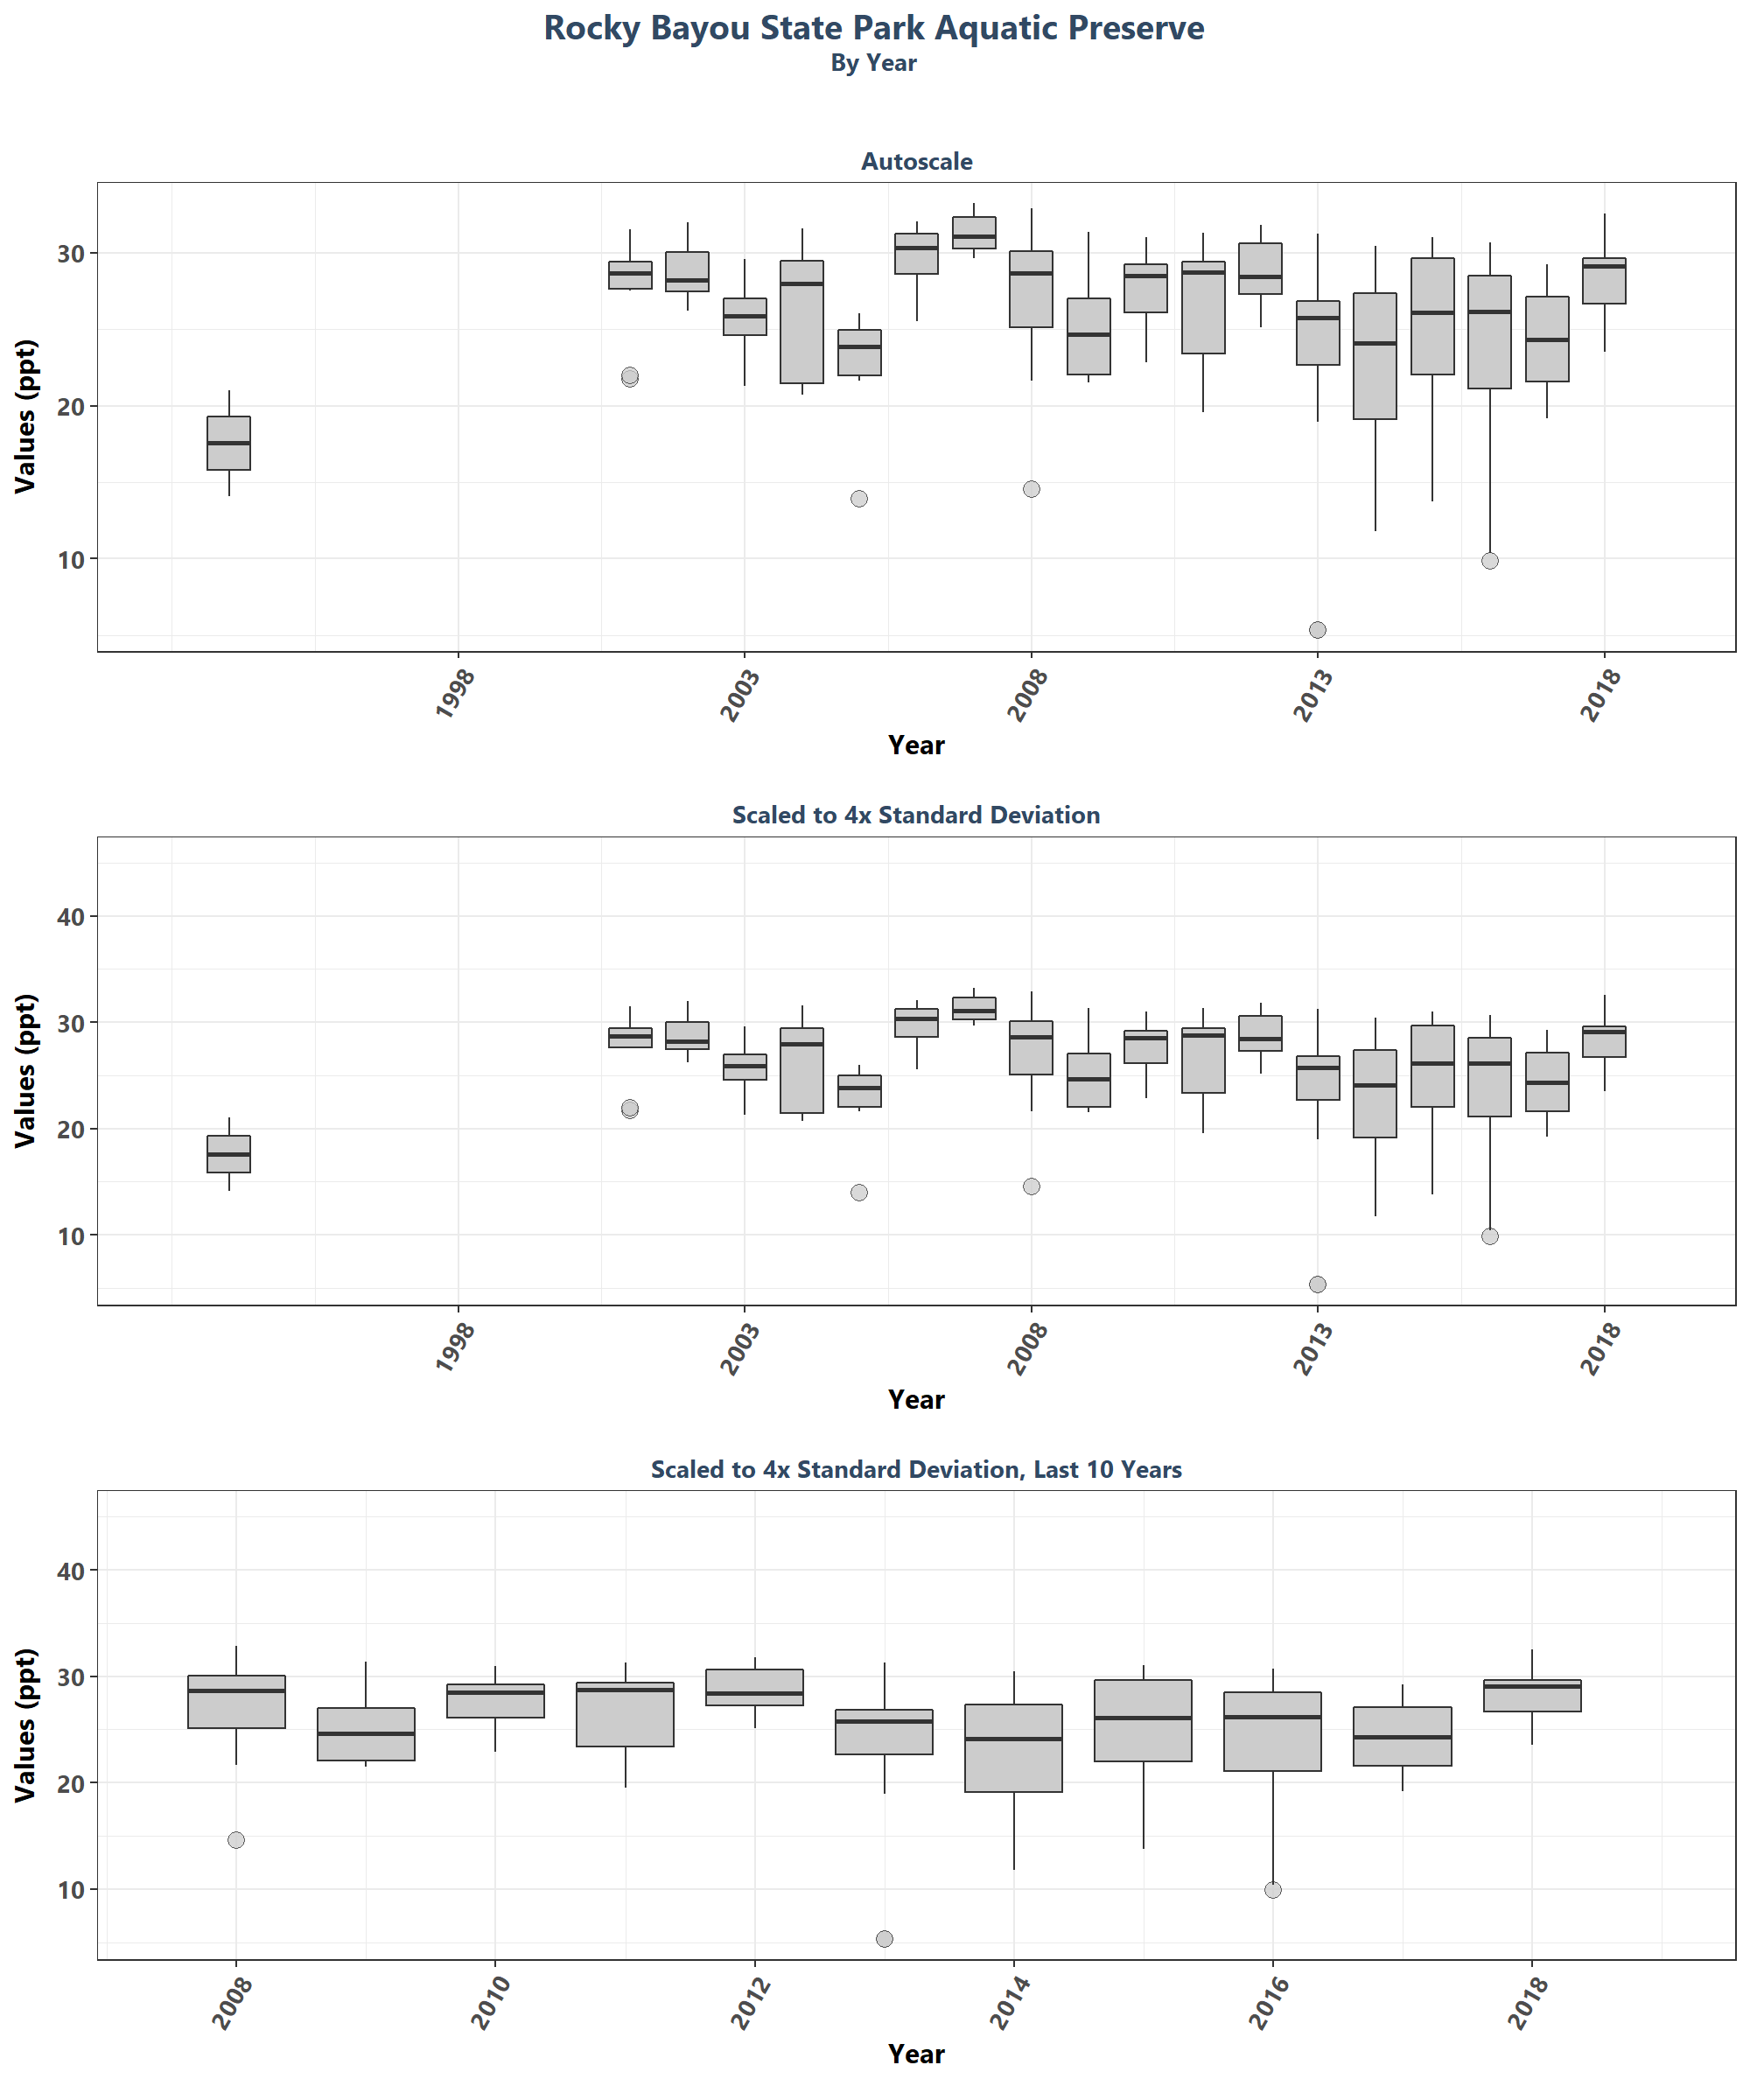 Rocky Bayou State Park Aquatic Preserve
By Year
Autoscale
Values (ppt)
30
20
10
1998
2003
2008
2013
2018
Year
Scaled to 4x Standard Deviation
Values (ppt)
40
30
20
10
1998
2003
2008
2013
2018
Year
Scaled to 4x Standard Deviation, Last 10 Years
Values (ppt)
40
30
20
10
2008
2010
2012
2014
2016
2018
Year